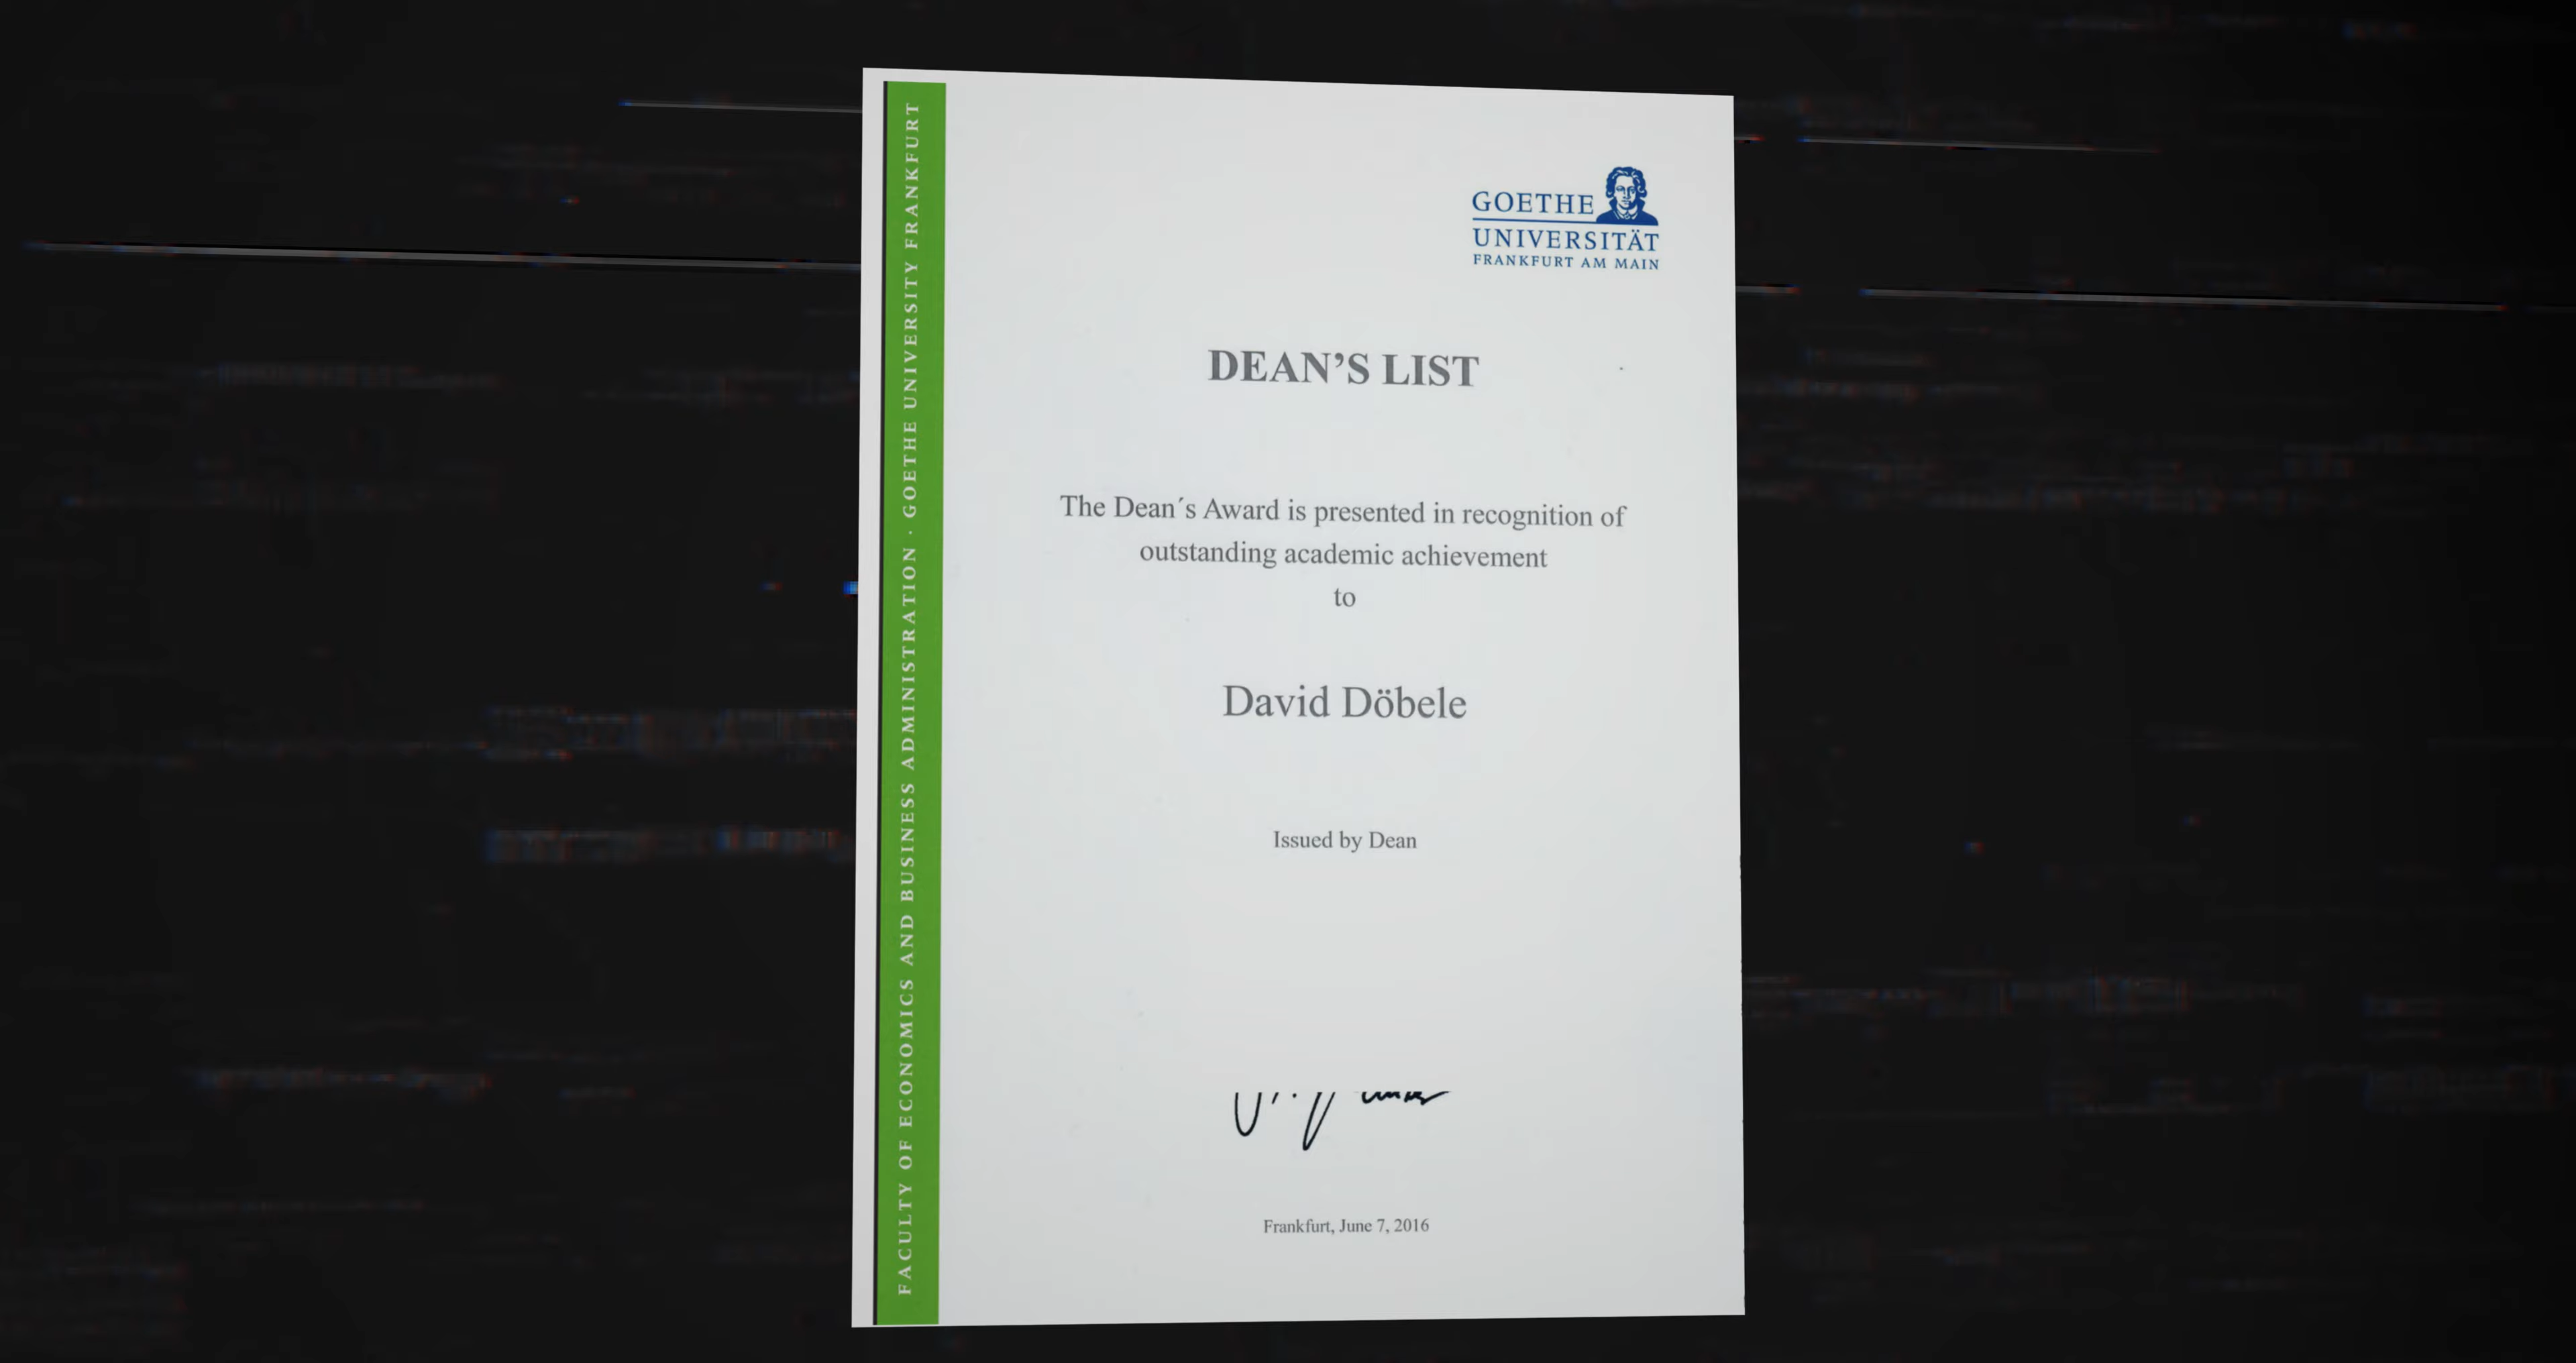 FACULTY OF ECONOMICS AND BUSINESS ADMINISTRATION · GOETHE UNIVERSITY FRANKFURT
GOETHE
UNIVERSITÄT
FRANKFURT AM MAIN
DEAN'S LIST
The Dean´s Award is presented in recognition of
outstanding academic achievement
to
David Döbele
Issued by Dean
Frankfurt, June 7, 2016